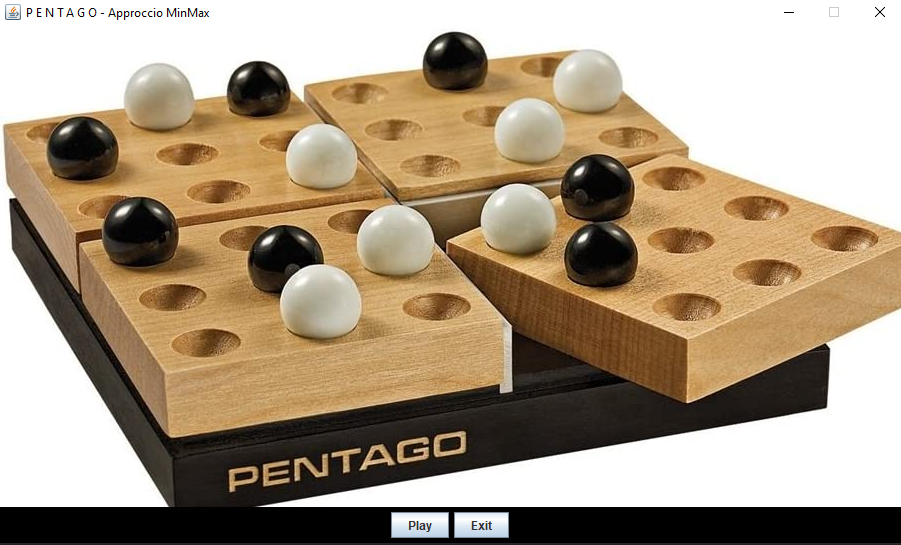 P E N T A G O - Approccio MinMax
PENTAGO
Play
Exit